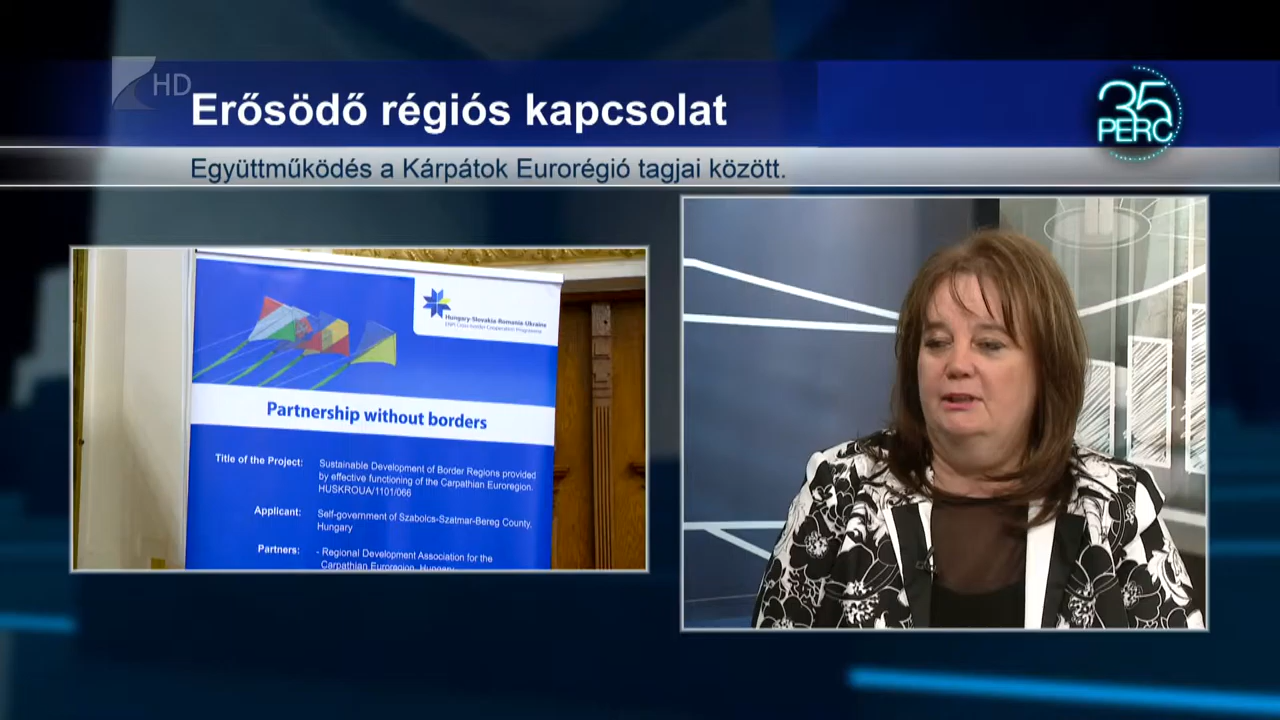 HD
Erősödő régiós kapcsolat
35
PERC
Együttműködés a Kárpátok Eurorégió tagjai között.
Hungary-Slovakia-Romania-Ukraine
ENPI Cross-border Cooperation Programme
Partnership without borders
Title of the Project: Sustainable Development of Border Regions provided
by effective functioning of the Carpathian Euroregion.
HUSKROUA/1101/066
Applicant: Self-government of Szabolcs-Szatmar-Bereg County,
Hungary
Partners: - Regional Development Association for the
Carpathian Euroregion, Hungary